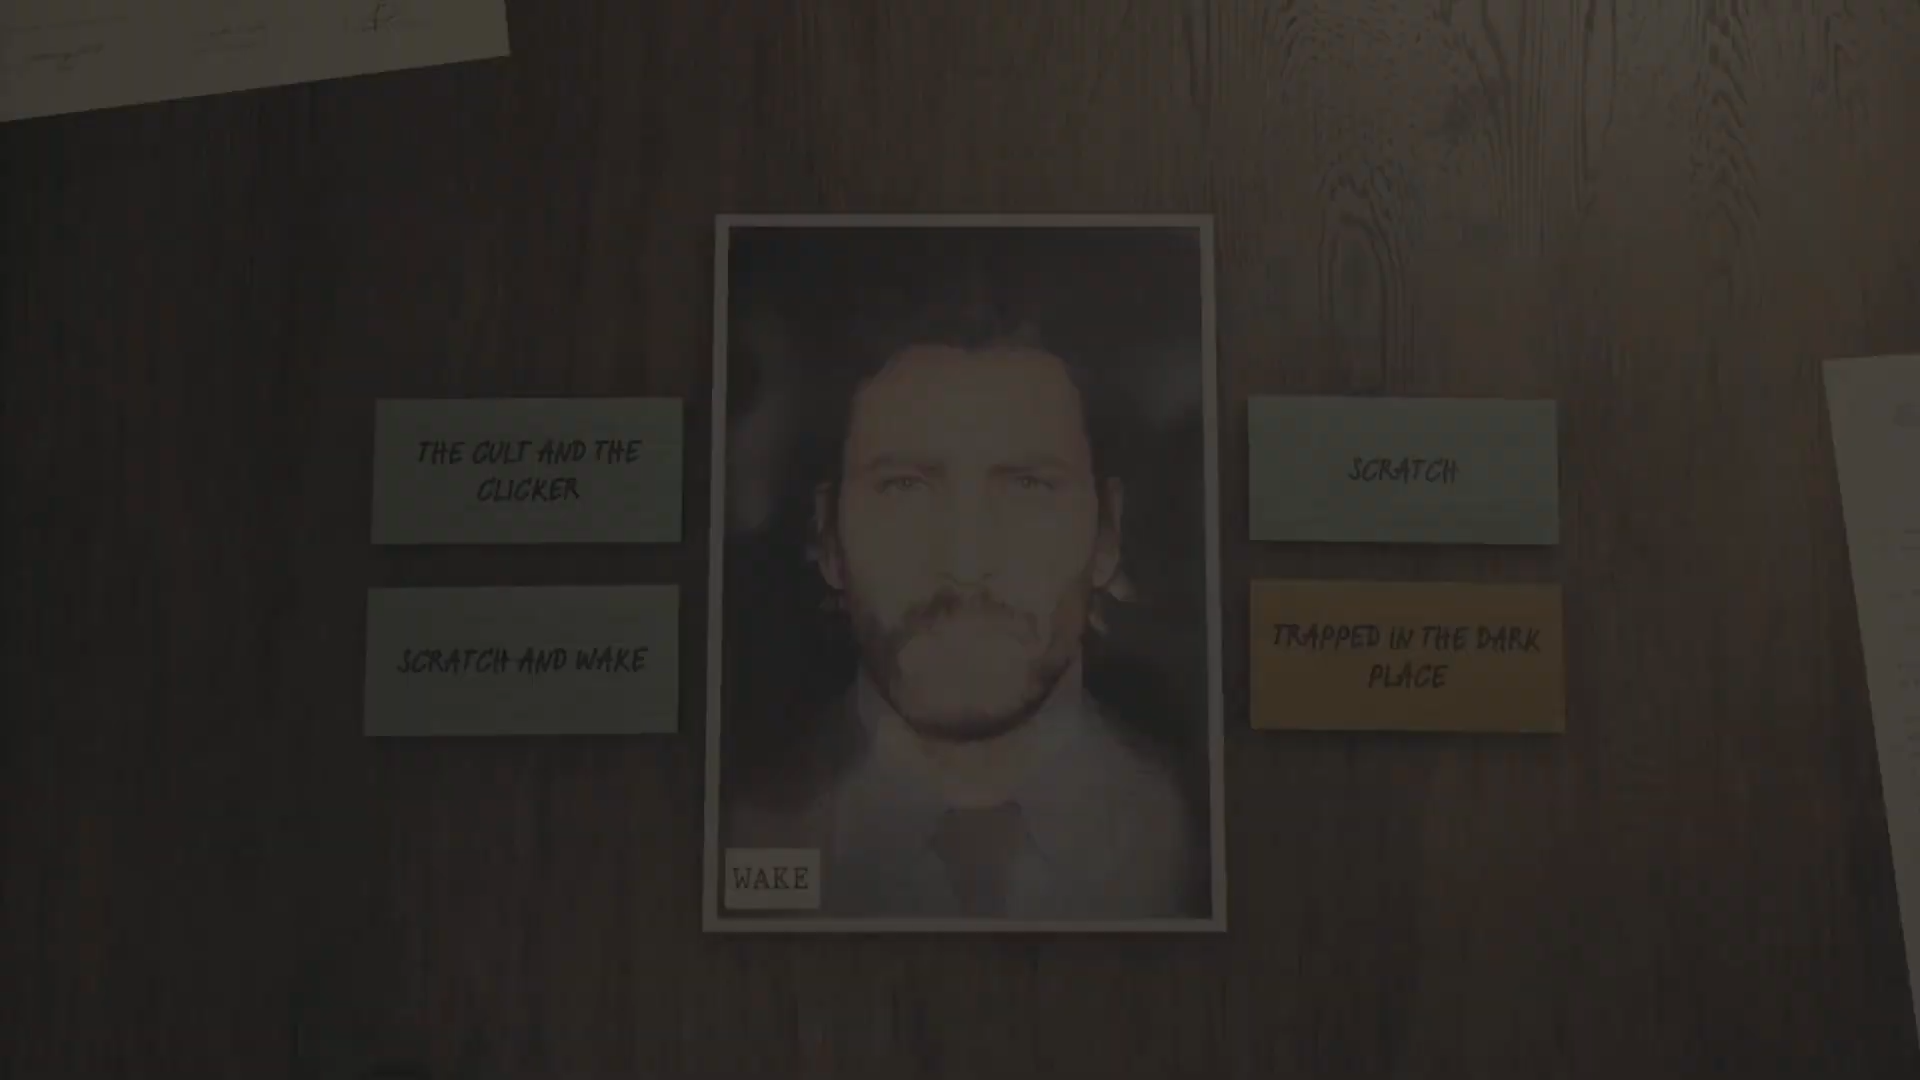 THE CULT AND THE
CLICKER
SCRATCH
SCRATCH AND WAKE
TRAPPED IN THE DARK
PLACE
WAKE